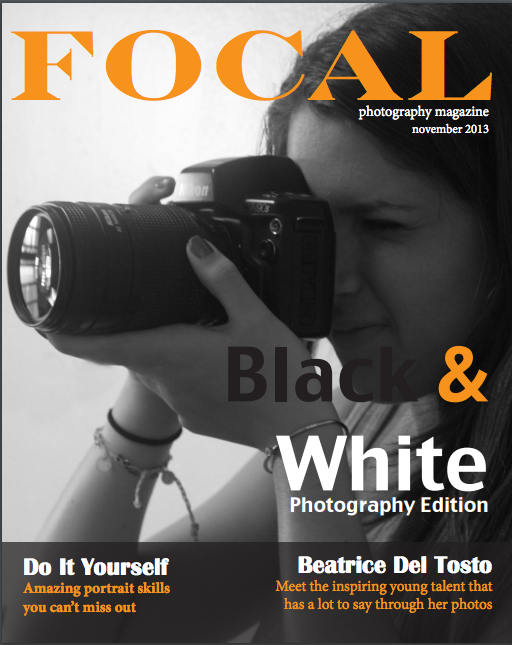 FOCAL
photography magazine
november 2013
Nikon
Black &
White
Photography Edition
Do It Yourself
Amazing portrait skills
you can't miss out
Beatrice Del Tosto
Meet the inspiring young talent that
has a lot to say through her photos